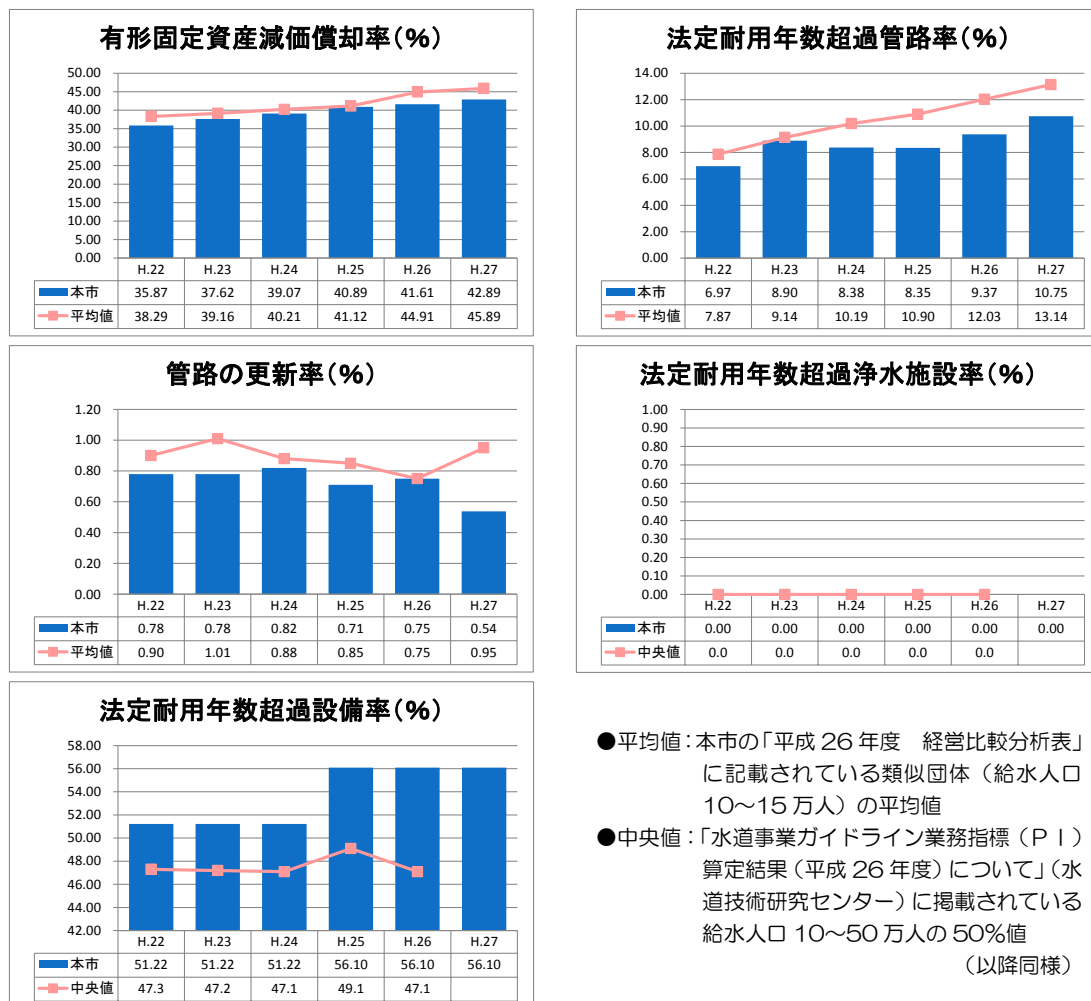 有形固定資産減価償却率(%)
50.00
45.00
40.00
35.00
30.00
25.00
20.00
15.00
10.00
5.00
0.00
H.22 H.23 H.24 H.25 H.26 H.27
本市 35.87 37.62 39.07 40.89 41.61 42.89
平均値 38.29 39.16 40.21 41.12 44.91 45.89
法定耐用年数超過管路率(%)
14.00
12.00
10.00
8.00
6.00
4.00
2.00
0.00
H.22 H.23 H.24 H.25 H.26 H.27
本市 6.97 8.90 8.38 8.35 9.37 10.75
平均値 7.87 9.14 10.19 10.90 12.03 13.14
管路の更新率(%)
1.20
1.00
0.80
0.60
0.40
0.20
0.00
H.22 H.23 H.24 H.25 H.26 H.27
本市 0.78 0.78 0.82 0.71 0.75 0.54
平均値 0.90 1.01 0.88 0.85 0.75 0.95
法定耐用年数超過浄水施設率(%)
1.00
0.90
0.80
0.70
0.60
0.50
0.40
0.30
0.20
0.10
0.00
H.22 H.23 H.24 H.25 H.26 H.27
本市 0.00 0.00 0.00 0.00 0.00 0.00
中央値 0.0 0.0 0.0 0.0 0.0
法定耐用年数超過設備率(%)
58.00
56.00
54.00
52.00
50.00
48.00
46.00
44.00
42.00
H.22 H.23 H.24 H.25 H.26 H.27
本市 51.22 51.22 51.22 56.10 56.10 56.10
中央値 47.3 47.2 47.1 49.1 47.1
●平均値:本市の「平成 26 年度 経営比較分析表」
に記載されている類似団体(給水人口
10～15 万人)の平均値
●中央値:「水道事業ガイドライン業務指標(PI)
算定結果(平成 26 年度)について」(水
道技術研究センター)に掲載されている
給水人口 10～50 万人の 50%値
(以降同様)